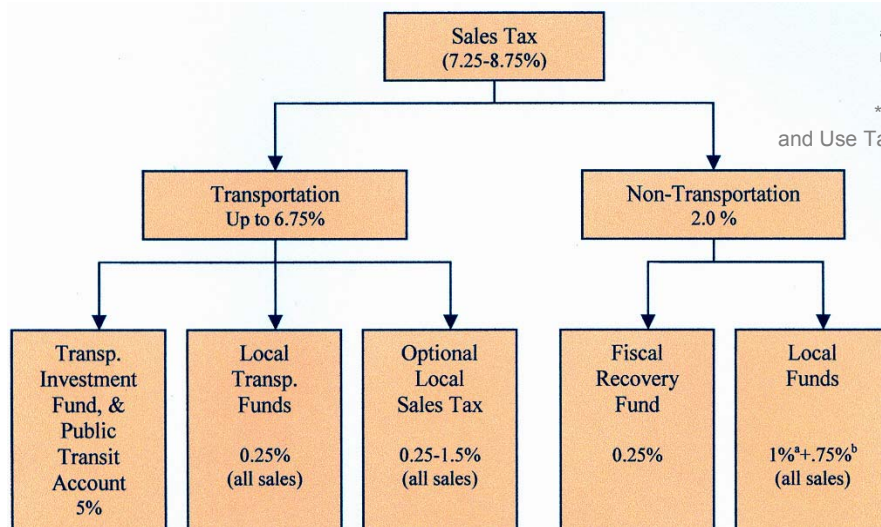 Sales Tax
(7.25-8.75%)
*
and Use Ta
Transportation
Up to 6.75%
Non-Transportation
2.0 %
Transp.
Investment
Fund, &
Public
Transit
Account
5%
Local
Transp.
Funds
0.25%
(all sales)
Optional
Local
Sales Tax
0.25-1.5%
(all sales)
Fiscal
Recovery
Fund
0.25%
Local
Funds
1%ᵃ+.75%ᵇ
(all sales)